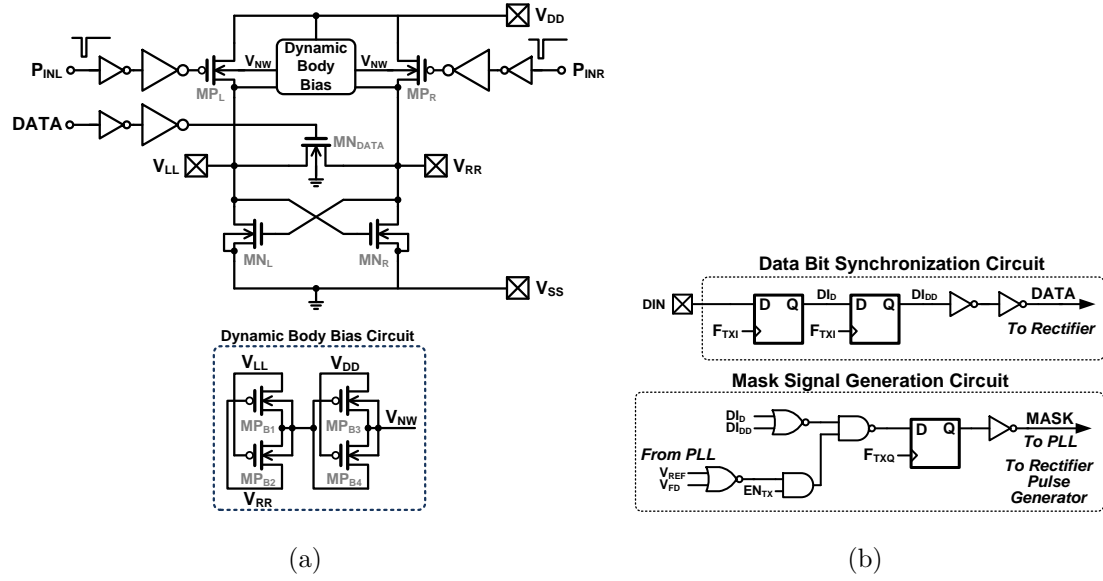 V_DD
P_INL
V_NW
Dynamic
Body
Bias
V_NW
P_INR
MP_L
MP_R
DATA
MN_DATA
V_LL
V_RR
MN_L
MN_R
V_SS
Dynamic Body Bias Circuit
V_LL
V_DD
MP_B1
MP_B3
V_NW
MP_B2
MP_B4
V_RR
(a)
Data Bit Synchronization Circuit
DIN
D Q
DI_D
D Q
DI_DD
DATA
F_TXI
F_TXI
To Rectifier
Mask Signal Generation Circuit
DI_D
DI_DD
D Q
MASK
To PLL
From PLL
F_TXQ
V_REF
V_FD
EN_TX
To Rectifier
Pulse
Generator
(b)